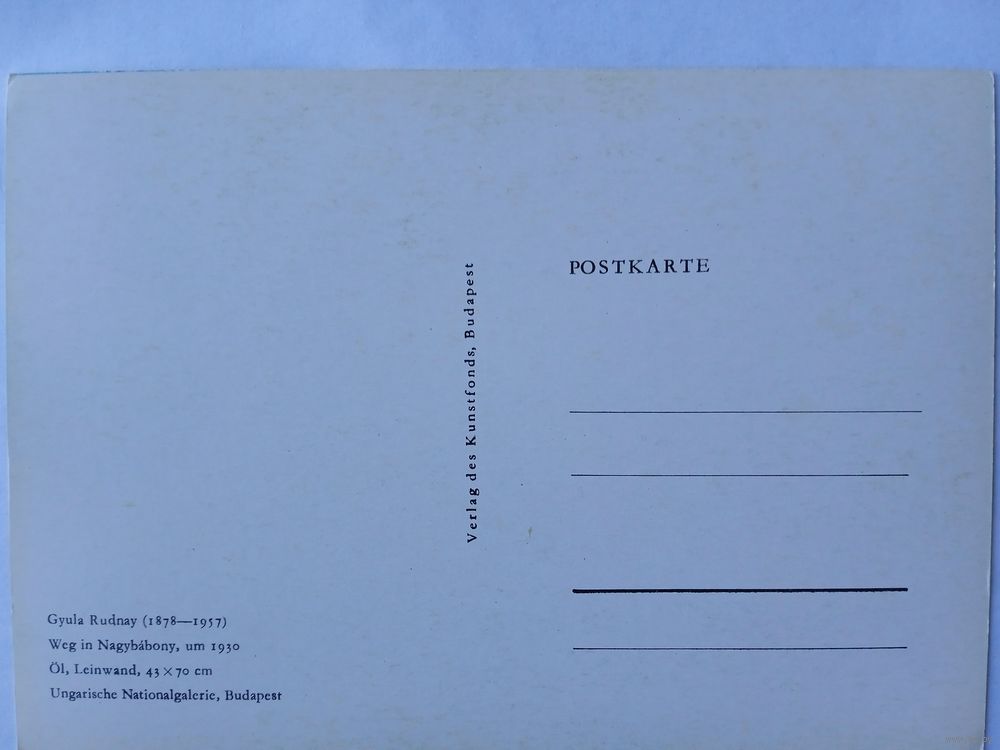 POSTKARTE
Verlag des Kunstfonds, Budapest
Gyula Rudnay (1878—1957)
Weg in Nagybábony, um 1930
Öl, Leinwand, 43 × 70 cm
Ungarische Nationalgalerie, Budapest